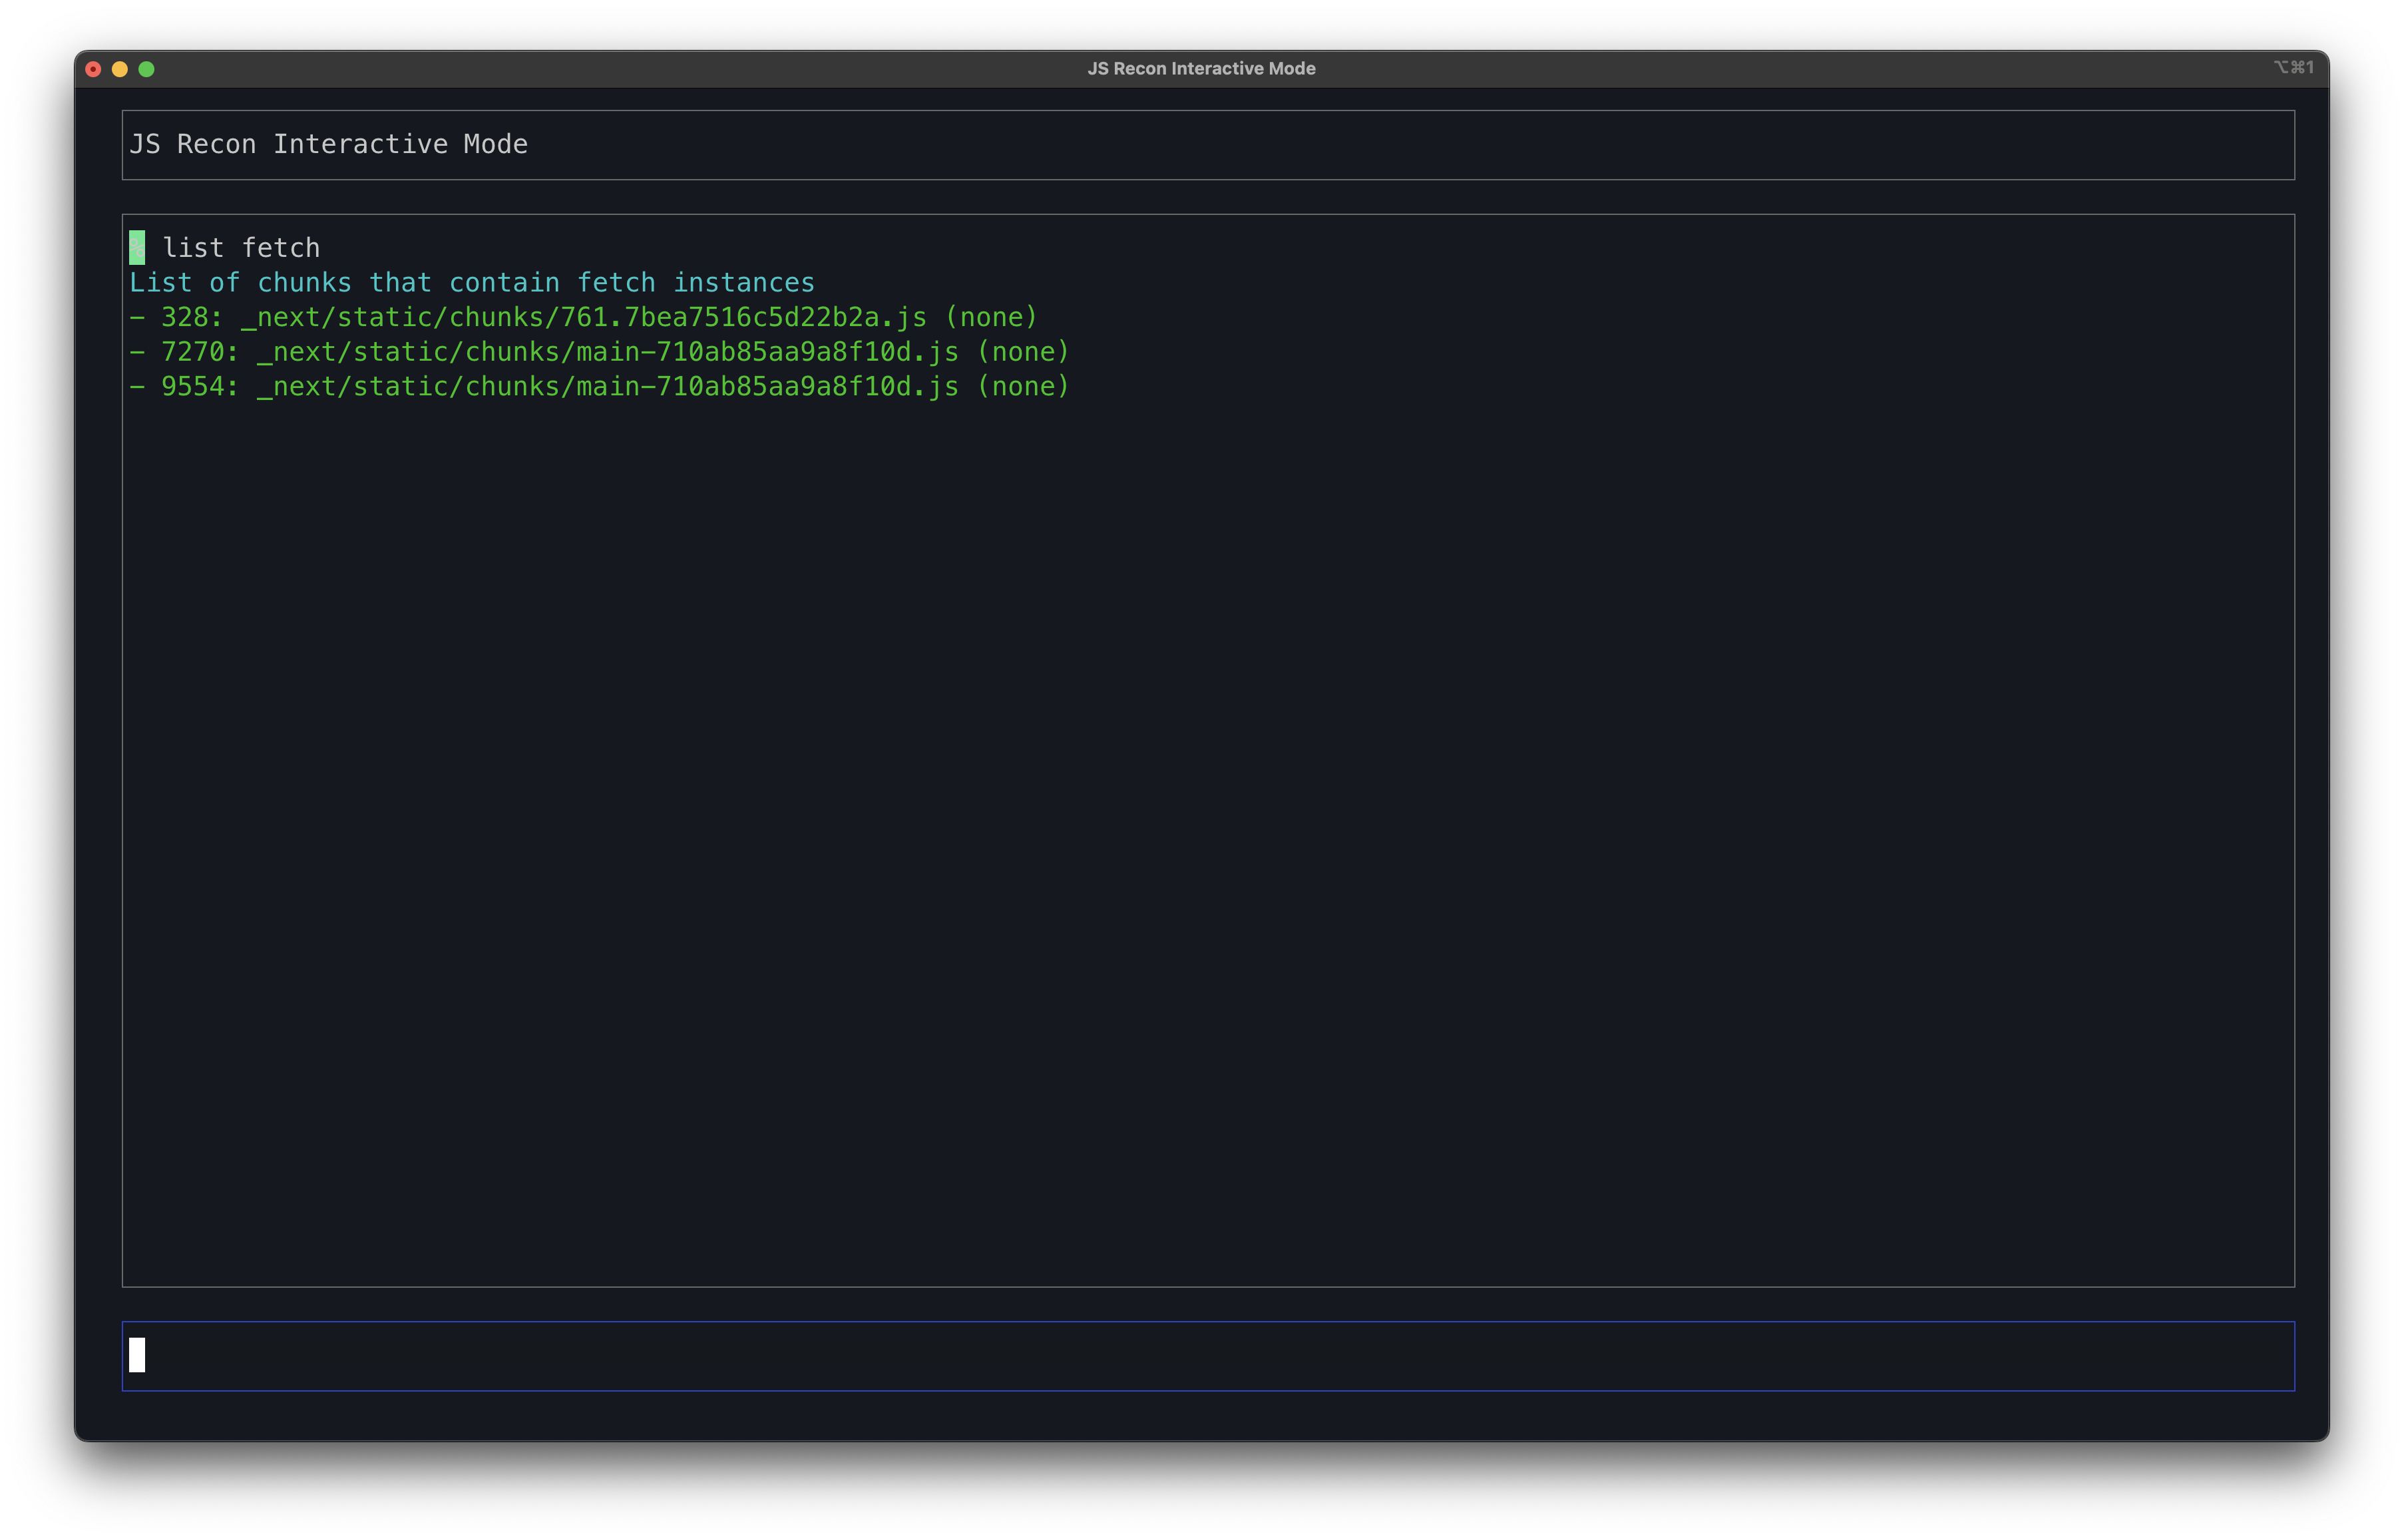 JS Recon Interactive Mode
⌥⌘1
JS Recon Interactive Mode
% list fetch
List of chunks that contain fetch instances
- 328: _next/static/chunks/761.7bea7516c5d22b2a.js (none)
- 7270: _next/static/chunks/main-710ab85aa9a8f10d.js (none)
- 9554: _next/static/chunks/main-710ab85aa9a8f10d.js (none)